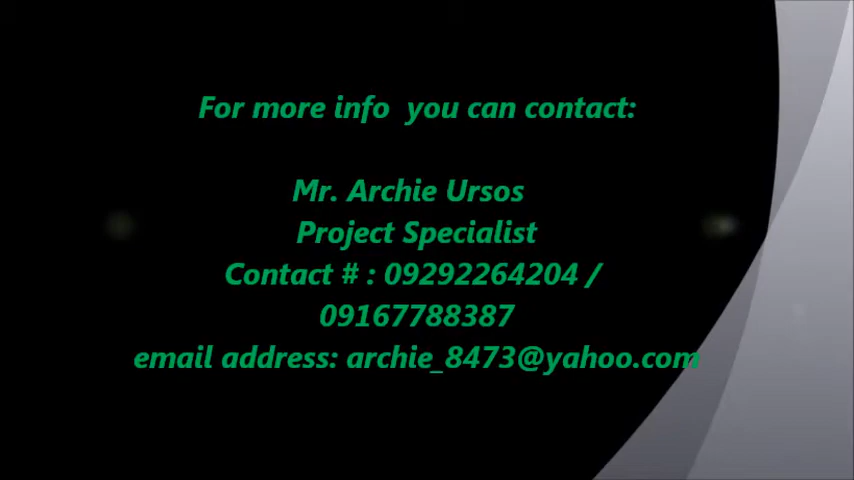 For more info  you can contact:
Mr. Archie Ursos
Project Specialist
Contact # : 09292264204 /
09167788387
email address: archie_8473@yahoo.com